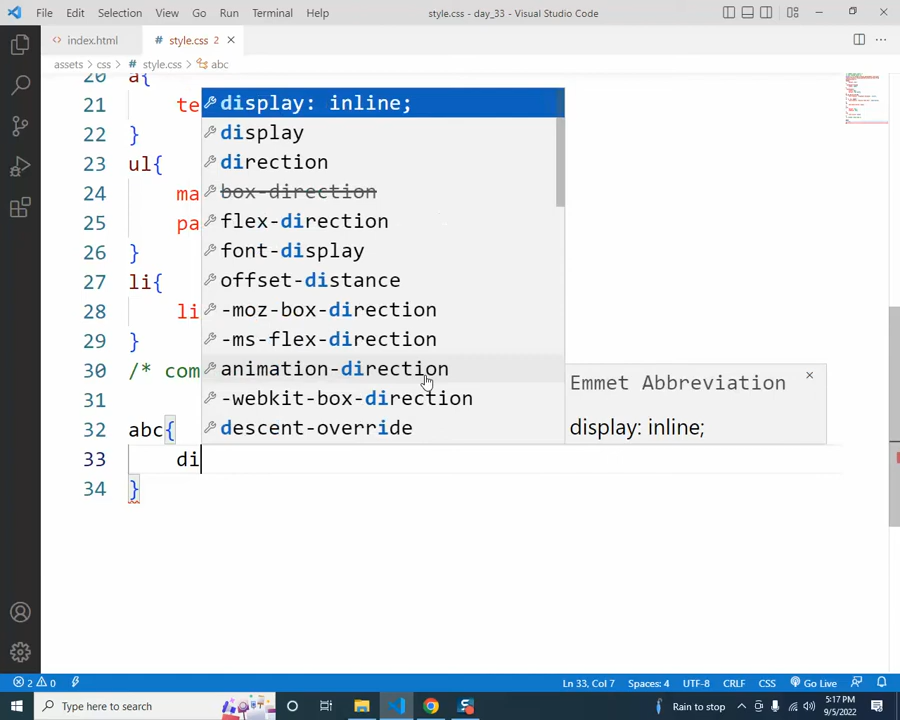 File Edit Selection View Go Run Terminal Help style.css - day_33 - Visual Studio Code
index.html # style.css 2
assets > css > # style.css > abc
20 a{
21 te
22 }
23 ul{
24 ma
25 pa
26 }
27 li{
28 li
29 }
30 /* com
31
32 abc{
33 di
34 }
display: inline;
display
direction
box-direction
flex-direction
font-display
offset-distance
-moz-box-direction
-ms-flex-direction
animation-direction
-webkit-box-direction
descent-override
Emmet Abbreviation
display: inline;
2 0 Ln 33, Col 7 Spaces: 4 UTF-8 CRLF CSS Go Live
Type here to search Rain to stop 5:17 PM
9/5/2022